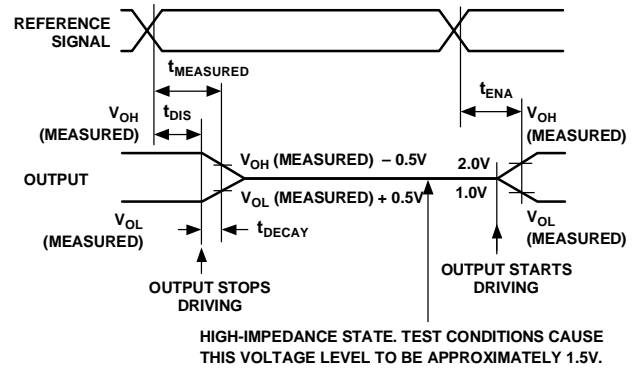 REFERENCE
SIGNAL
tMEASURED
tDIS
tENA
VOH
(MEASURED)
VOH
(MEASURED)
VOH (MEASURED) – 0.5V
2.0V
OUTPUT
VOL (MEASURED) + 0.5V
1.0V
VOL
(MEASURED)
tDECAY
VOL
(MEASURED)
OUTPUT STOPS
DRIVING
OUTPUT STARTS
DRIVING
HIGH-IMPEDANCE STATE. TEST CONDITIONS CAUSE
THIS VOLTAGE LEVEL TO BE APPROXIMATELY 1.5V.